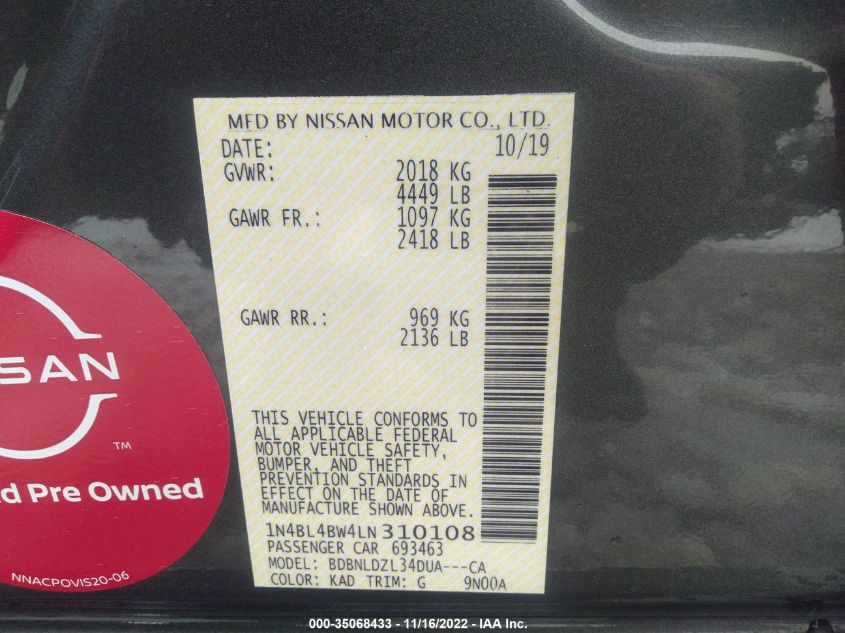 MFD BY NISSAN MOTOR CO., LTD.
DATE: 10/19
GVWR: 2018 KG
4449 LB
GAWR FR.: 1097 KG
2418 LB
GAWR RR.: 969 KG
2136 LB
THIS VEHICLE CONFORMS TO
ALL APPLICABLE FEDERAL
MOTOR VEHICLE SAFETY,
BUMPER, AND THEFT
PREVENTION STANDARDS IN
EFFECT ON THE DATE OF
MANUFACTURE SHOWN ABOVE.
1N4BL4BW4LN310108
PASSENGER CAR 693463
MODEL: BDBNLDZL34DUA---CA
COLOR: KAD TRIM: G 9N00A
SSAN
TM
d Pre Owned
NNACPOVIS20-06
000-35068433 - 11/16/2022 - IAA Inc.